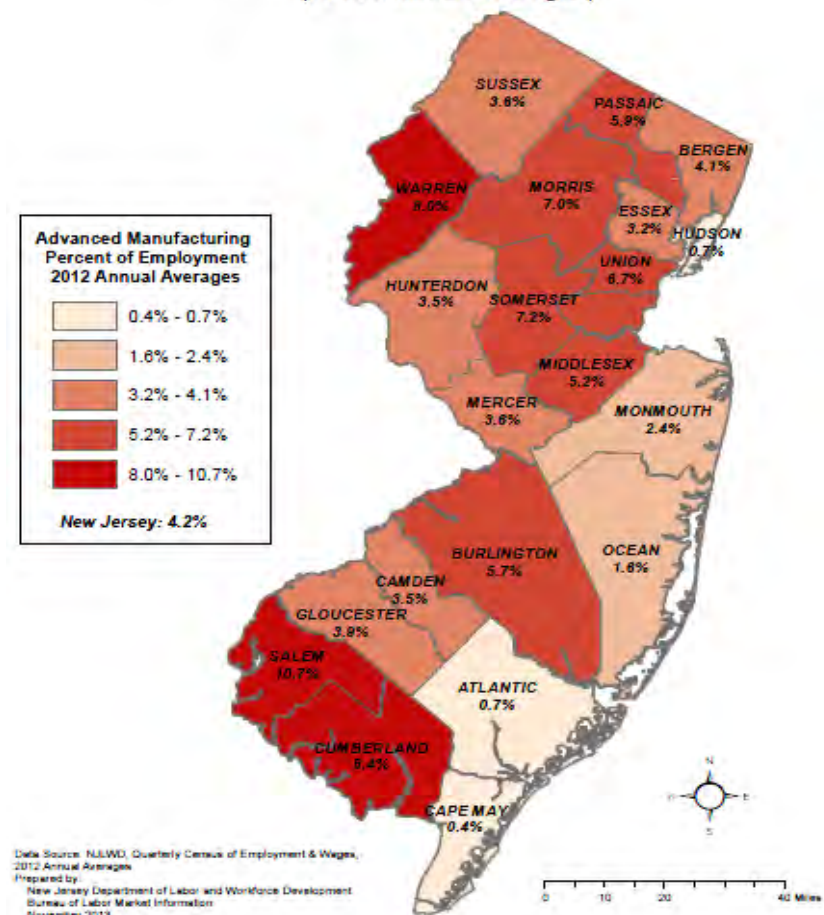 SUSSEX
3.6%
PASSAIC
5.9%
BERGEN
4.1%
WARREN
8.0%
MORRIS
7.0%
ESSEX
3.2%
HUDSON
0.7%
UNION
6.7%
HUNTERDON
3.5%
SOMERSET
7.2%
MIDDLESEX
5.2%
MERCER
3.6%
MONMOUTH
2.4%
Advanced Manufacturing
Percent of Employment
2012 Annual Averages
0.4% - 0.7%
1.6% - 2.4%
3.2% - 4.1%
5.2% - 7.2%
8.0% - 10.7%
New Jersey: 4.2%
BURLINGTON
5.7%
OCEAN
1.6%
CAMDEN
3.5%
GLOUCESTER
3.9%
SALEM
10.7%
ATLANTIC
0.7%
CUMBERLAND
CAPE MAY
0.4%
N
E
S
Data Source: NJLWD, Quarterly Census of Employment & Wages,
2012 Annual Averages
Prepared by:
New Jersey Department of Labor and Workforce Development
Bureau of Labor Market Information
November 2013
0 10 20 40 Miles